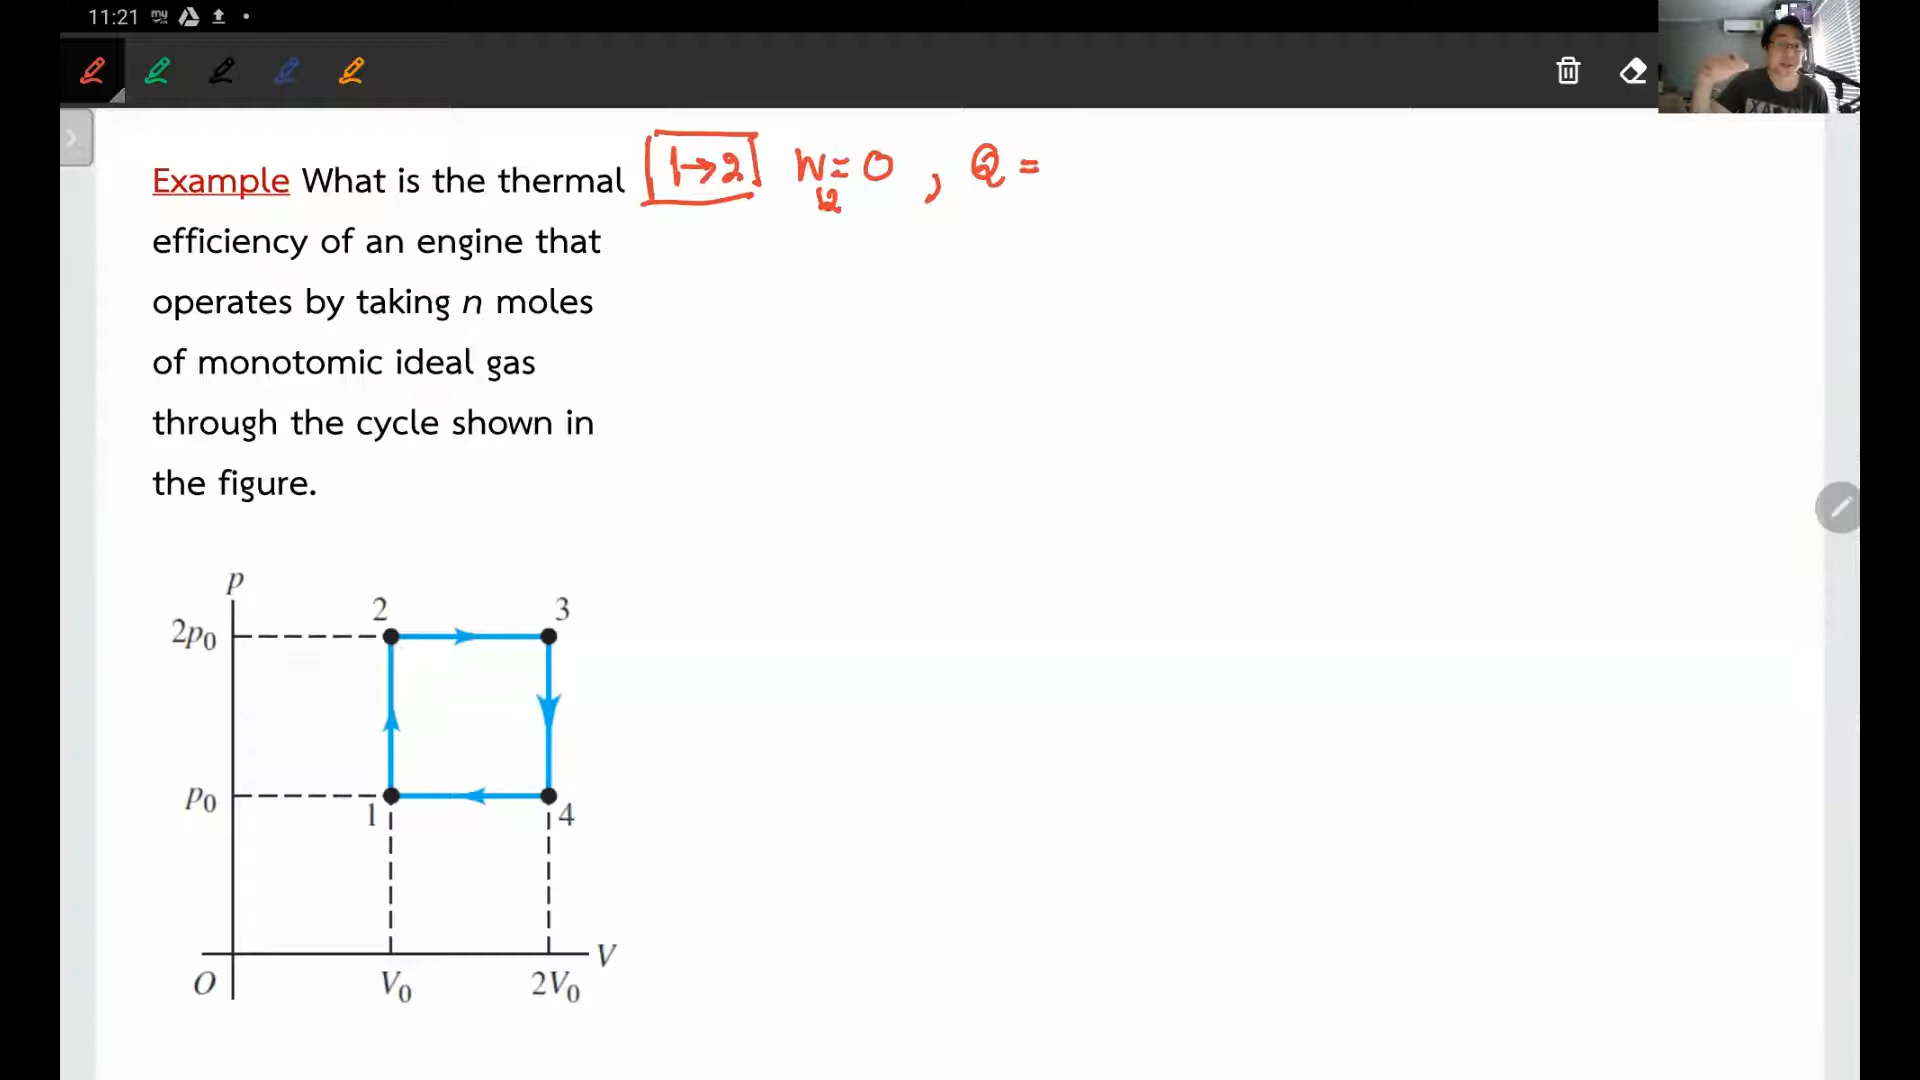 11:21
Example What is the thermal
efficiency of an engine that
operates by taking n moles
of monotomic ideal gas
through the cycle shown in
the figure.
1→2 W₁₂ = 0 , Q =
p
2p₀
2
3
p₀
1
4
V
O
V₀
2V₀